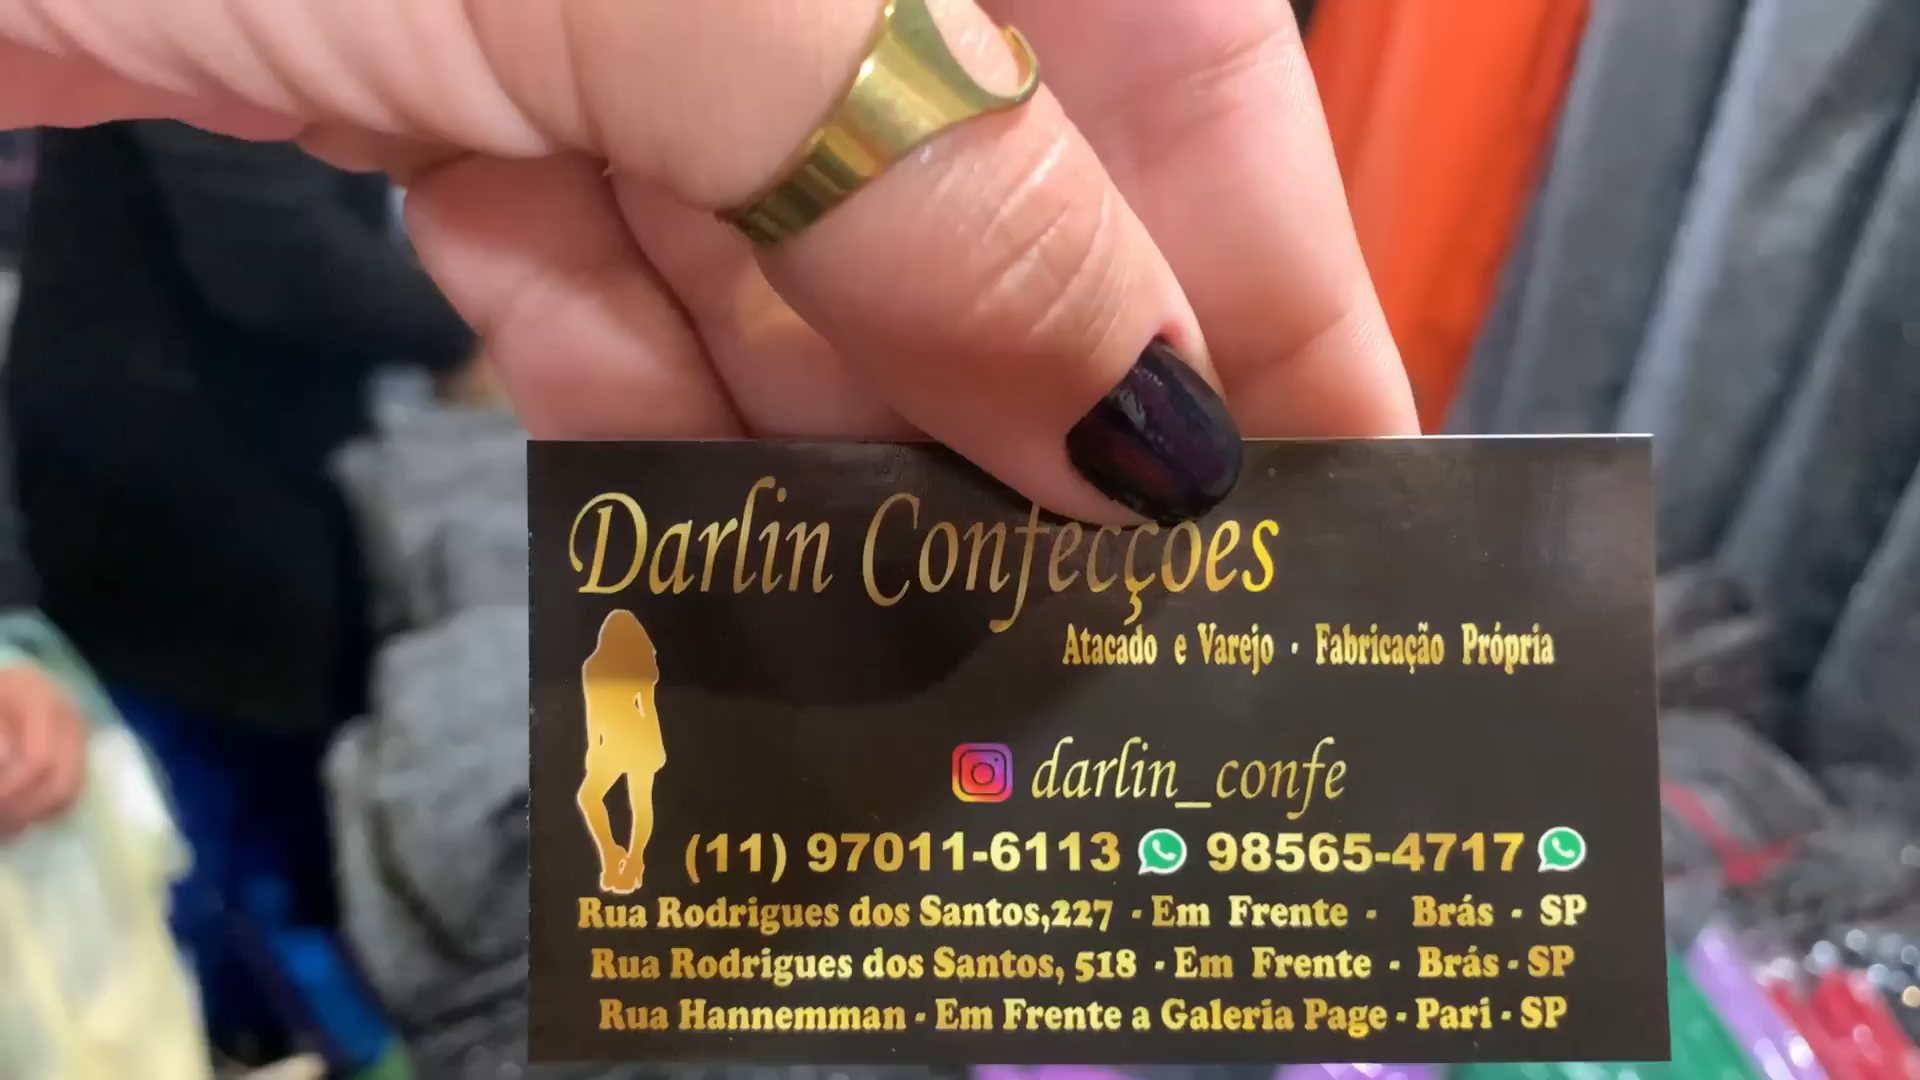 Darlin Confecções
Atacado e Varejo · Fabricação Própria
darlin_confe
(11) 97011-6113 98565-4717
Rua Rodrigues dos Santos,227 - Em Frente - Brás - SP
Rua Rodrigues dos Santos, 518 - Em Frente - Brás - SP
Rua Hannemman - Em Frente a Galeria Page - Pari - SP